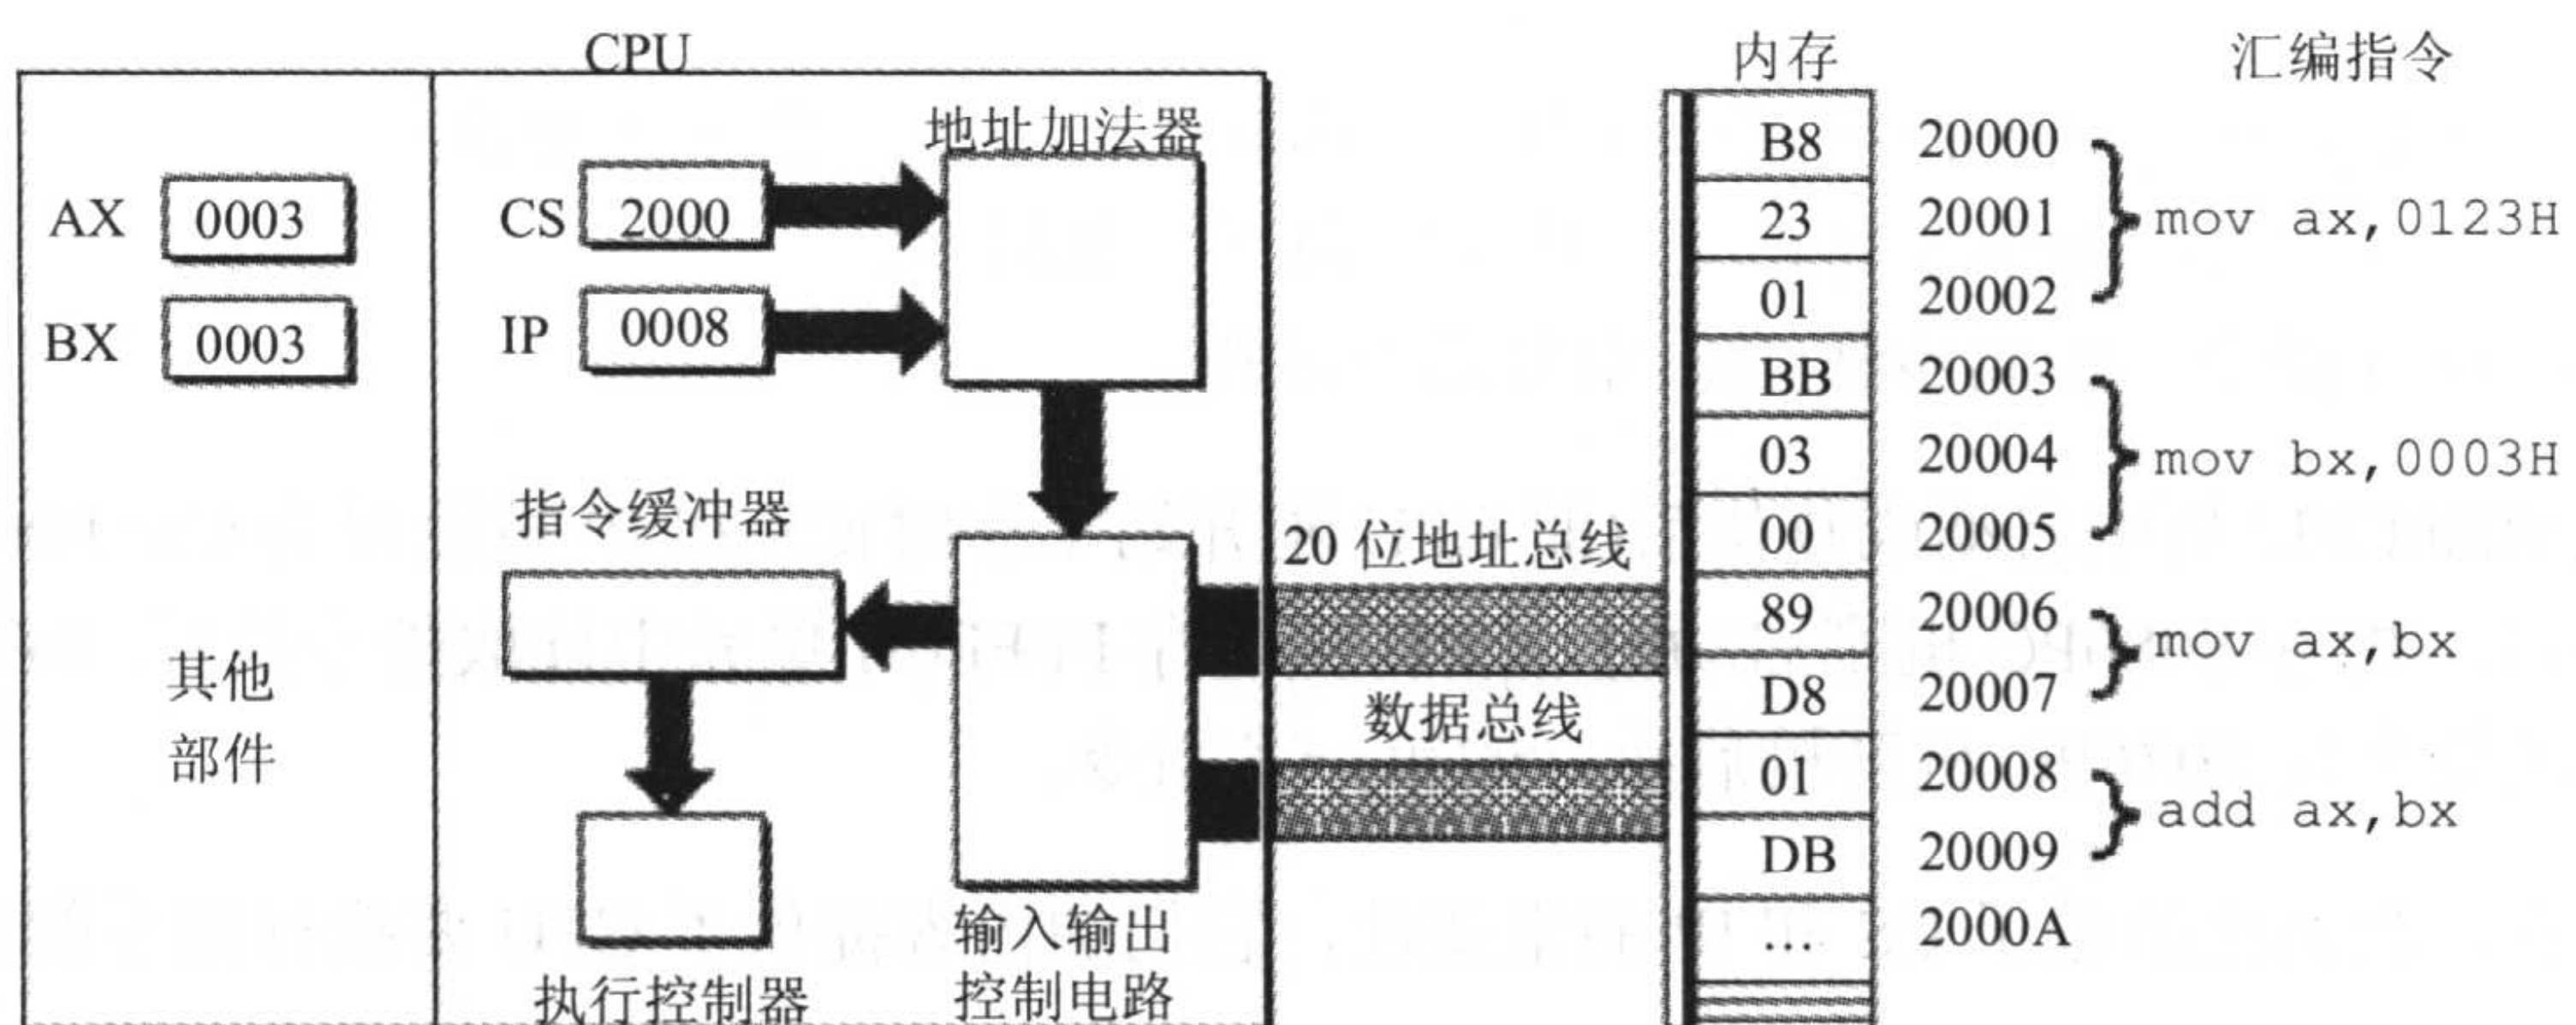 CPU
AX 0003
BX 0003
其他
部件
CS 2000
IP 0008
地址加法器
指令缓冲器
执行控制器
输入输出
控制电路
20 位地址总线
数据总线
内存 汇编指令
B8 20000
23 20001 mov ax,0123H
01 20002
BB 20003
03 20004 mov bx,0003H
00 20005
89 20006
mov ax,bx
D8 20007
01 20008
add ax,bx
DB 20009
… 2000A